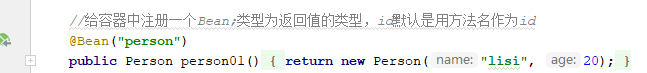 //给容器中注册一个Bean;类型为返回值的类型，id默认是用方法名作为id
@Bean("person")
public Person person01() { return new Person( name: "lisi", age: 20); }